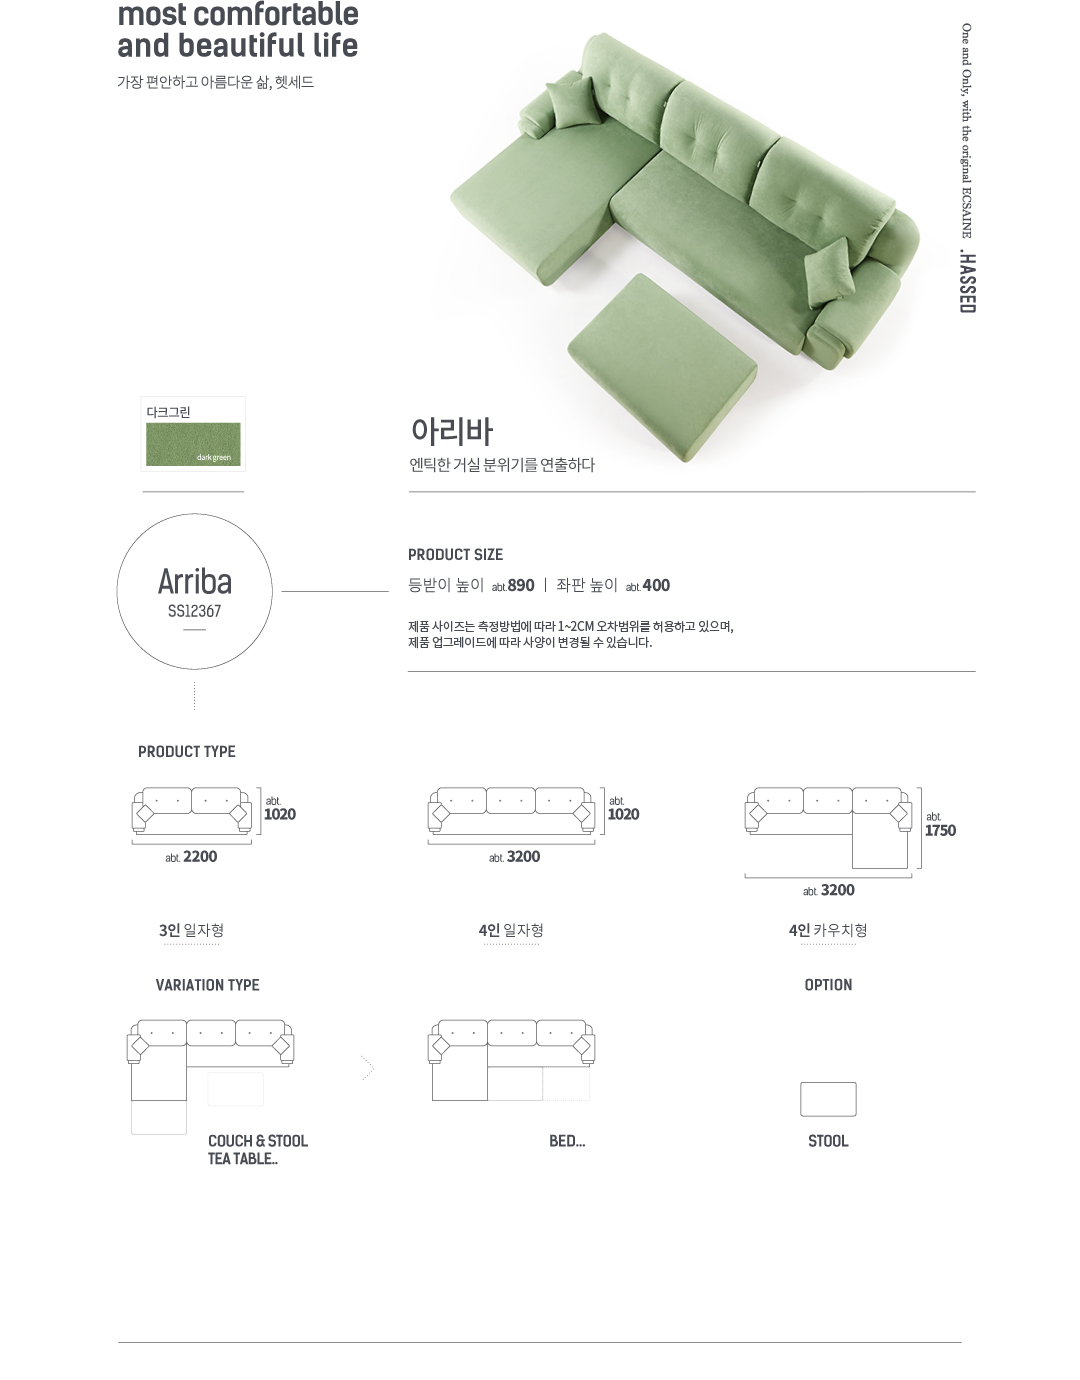 most comfortable
and beautiful life
가장 편안하고 아름다운 삶, 헷세드
One and Only, with the original ECSAINE .HASSED
다크그린
dark green
아리바
엔틱한 거실 분위기를 연출하다
Arriba
SS12367
PRODUCT SIZE
등받이 높이 abt.890 | 좌판 높이 abt.400
제품 사이즈는 측정방법에 따라 1~2CM 오차범위를 허용하고 있으며,
제품 업그레이드에 따라 사양이 변경될 수 있습니다.
PRODUCT TYPE
abt.
1020
abt. 2200
3인 일자형
abt.
1020
abt. 3200
4인 일자형
abt.
1750
abt. 3200
4인 카우치형
VARIATION TYPE
COUCH & STOOL
TEA TABLE..
BED...
OPTION
STOOL